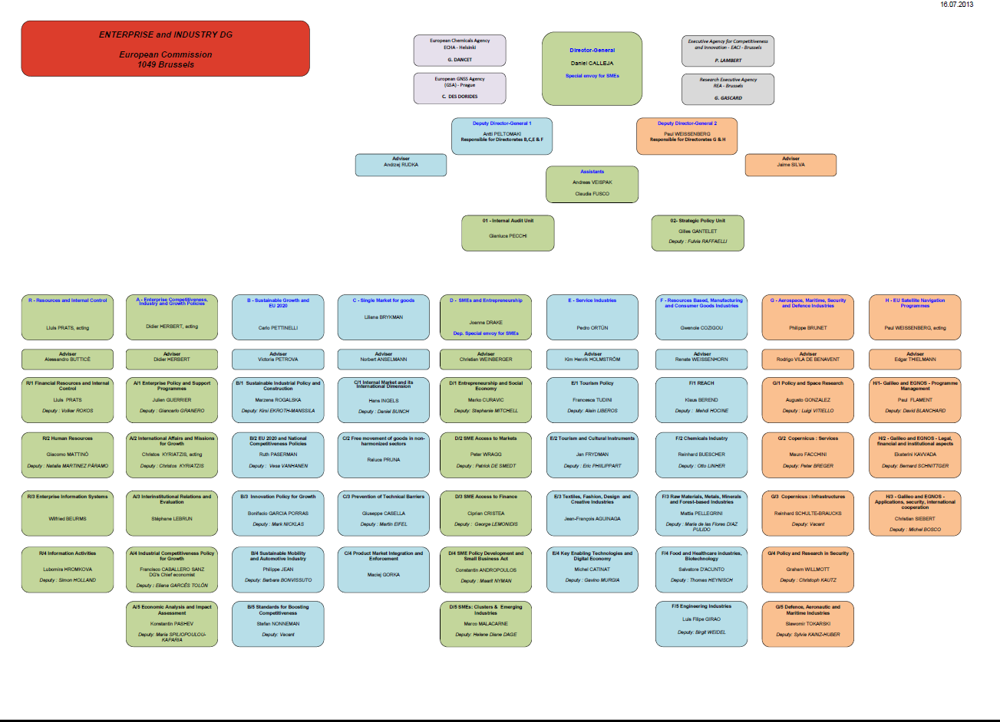 16.07.2013
ENTERPRISE and INDUSTRY DG
European Commission
1049 Brussels
European Chemicals Agency
ECHA - Helsinki
G. DANCET
European GNSS Agency
(GSA) - Prague
C. DES DORIDES
Director-General
Daniel CALLEJA
Special envoy for SMEs
Executive Agency for Competitiveness
and Innovation - EACI - Brussels
P. LAMBERT
Research Executive Agency
REA - Brussels
G. GASCARD
Deputy Director-General 1
Antti PELTOMAKI
Responsible for Directorates B,C,E & F
Deputy Director-General 2
Paul WEISSENBERG
Responsible for Directorates G & H
Adviser
Andrzej RUDKA
Adviser
Jaime SILVA
Assistants
Andreas VEISPAK
Claudia FUSCO
01 - Internal Audit Unit
Gianluca PECCHI
02- Strategic Policy Unit
Gilles GANTELET
Deputy : Fulvia RAFFAELLI
R - Resources and Internal Control
Lluis PRATS, acting
A - Enterprise Competitiveness,
Industry and Growth Policies
Didier HERBERT, acting
B - Sustainable Growth and
EU 2020
Carlo PETTINELLI
C - Single Market for goods
Liliana BRYKMAN
D - SMEs and Entrepreneurship
Joanna DRAKE
Dep. Special envoy for SMEs
E - Service Industries
Pedro ORTÚN
F - Resources Based, Manufacturing
and Consumer Goods Industries
Gwenole COZIGOU
G - Aerospace, Maritime, Security
and Defence Industries
Philippe BRUNET
H - EU Satellite Navigation
Programmes
Paul WEISSENBERG, acting
Adviser
Alessandro BUTTICÉ
Adviser
Didier HERBERT
Adviser
Victoria PETROVA
Adviser
Norbert ANSELMANN
Adviser
Christian WEINBERGER
Adviser
Kim Henrik HOLMSTRÖM
Adviser
Renate WEISSENHORN
Adviser
Rodrigo VILA DE BENAVENT
Adviser
Edgar THIELMANN
R/1 Financial Resources and Internal
Control
Lluis PRATS
Deputy : Volker ROKOS
A/1 Enterprise Policy and Support
Programmes
Julien GUERRIER
Deputy : Giancarlo GRANERO
B/1 Sustainable Industrial Policy and
Construction
Marzena ROGALSKA
Deputy: Kirsi EKROTH-MANSSILA
C/1 Internal Market and its
International Dimension
Hans INGELS
Deputy : Daniel BUNCH
D/1 Entrepreneurship and Social
Economy
Marko CURAVIC
Deputy: Stephanie MITCHELL
E/1 Tourism Policy
Francesca TUDINI
Deputy: Alain LIBEROS
F/1 REACH
Klaus BEREND
Deputy : Mehdi HOCINE
G/1 Policy and Space Research
Augusto GONZALEZ
Deputy : Luigi VITIELLO
H/1- Galileo and EGNOS - Programme
Management
Paul FLAMENT
Deputy: David BLANCHARD
R/2 Human Resources
Giacomo MATTINÒ
Deputy : Natalia MARTINEZ PÁRAMO
A/2 International Affairs and Missions
for Growth
Christos KYRIATZIS, acting
Deputy : Christos KYRIATZIS
B/2 EU 2020 and National
Competitiveness Policies
Ruth PASERMAN
Deputy : Vesa VANHANEN
C/2 Free movement of goods in non-
harmonized sectors
Raluca PRUNA
D/2 SME Access to Markets
Peter WRAGG
Deputy : Patrick DE SMEDT
E/2 Tourism and Cultural Instruments
Jan FRYDMAN
Deputy : Eric PHILIPPART
F/2 Chemicals Industry
Reinhard BUESCHER
Deputy : Otto LINHER
G/2 Copernicus : Services
Mauro FACCHINI
Deputy: Peter BREGER
H/2 - Galileo and EGNOS - Legal,
financial and institutional aspects
Ekaterini KAVVADA
Deputy: Bernard SCHNITTGER
R/3 Enterprise Information Systems
Wilfried BEURMS
A/3 Interinstitutional Relations and
Evaluation
Stéphane LEBRUN
B/3 Innovation Policy for Growth
Bonifacio GARCIA PORRAS
Deputy : Mark NICKLAS
C/3 Prevention of Technical Barriers
Giuseppe CASELLA
Deputy : Martin EIFEL
D/3 SME Access to Finance
Ciprian CRISTEA
Deputy : George LEMONIDIS
E/3 Textiles, Fashion, Design and
Creative Industries
Jean-François AGUINAGA
F/3 Raw Materials, Metals, Minerals
and Forest-based Industries
Mattia PELLEGRINI
Deputy : Maria de las Flores DIAZ
PULIDO
G/3 Copernicus : Infrastructures
Reinhard SCHULTE-BRAUCKS
Deputy: Vacant
H/3 - Galileo and EGNOS -
Applications, security, international
cooperation
Christian SIEBERT
Deputy : Michel BOSCO
R/4 Information Activities
Lubomira HROMKOVA
Deputy : Simon HOLLAND
A/4 Industrial Competitiveness Policy
for Growth
Francisco CABALLERO SANZ
DG's Chief economist
Deputy : Eliana GARCÉS TOLÓN
B/4 Sustainable Mobility
and Automotive Industry
Philippe JEAN
Deputy: Barbara BONVISSUTO
C/4 Product Market Integration and
Enforcement
Maciej GORKA
D/4 SME Policy Development and
Small Business Act
Constantin ANDROPOULOS
Deputy : Maarit NYMAN
E/4 Key Enabling Technologies and
Digital Economy
Michel CATINAT
Deputy : Gavino MURGIA
F/4 Food and Healthcare industries,
Biotechnology
Salvatore D'ACUNTO
Deputy : Thomas HEYNISCH
G/4 Policy and Research in Security
Graham WILLMOTT
Deputy : Christoph KAUTZ
A/5 Economic Analysis and Impact
Assessment
Konstantin PASHEV
Deputy: Maria SPILIOPOULOU-
KAPARIA
B/5 Standards for Boosting
Competitiveness
Stefan NONNEMAN
Deputy: Vacant
D/5 SMEs: Clusters & Emerging
Industries
Marco MALACARNE
Deputy: Helene Diane DAGE
F/5 Engineering Industries
Luis Filipe GIRAO
Deputy: Birgit WEIDEL
G/5 Defence, Aeronautic and
Maritime Industries
Slawomir TOKARSKI
Deputy: Sylvia KAINZ-HUBER